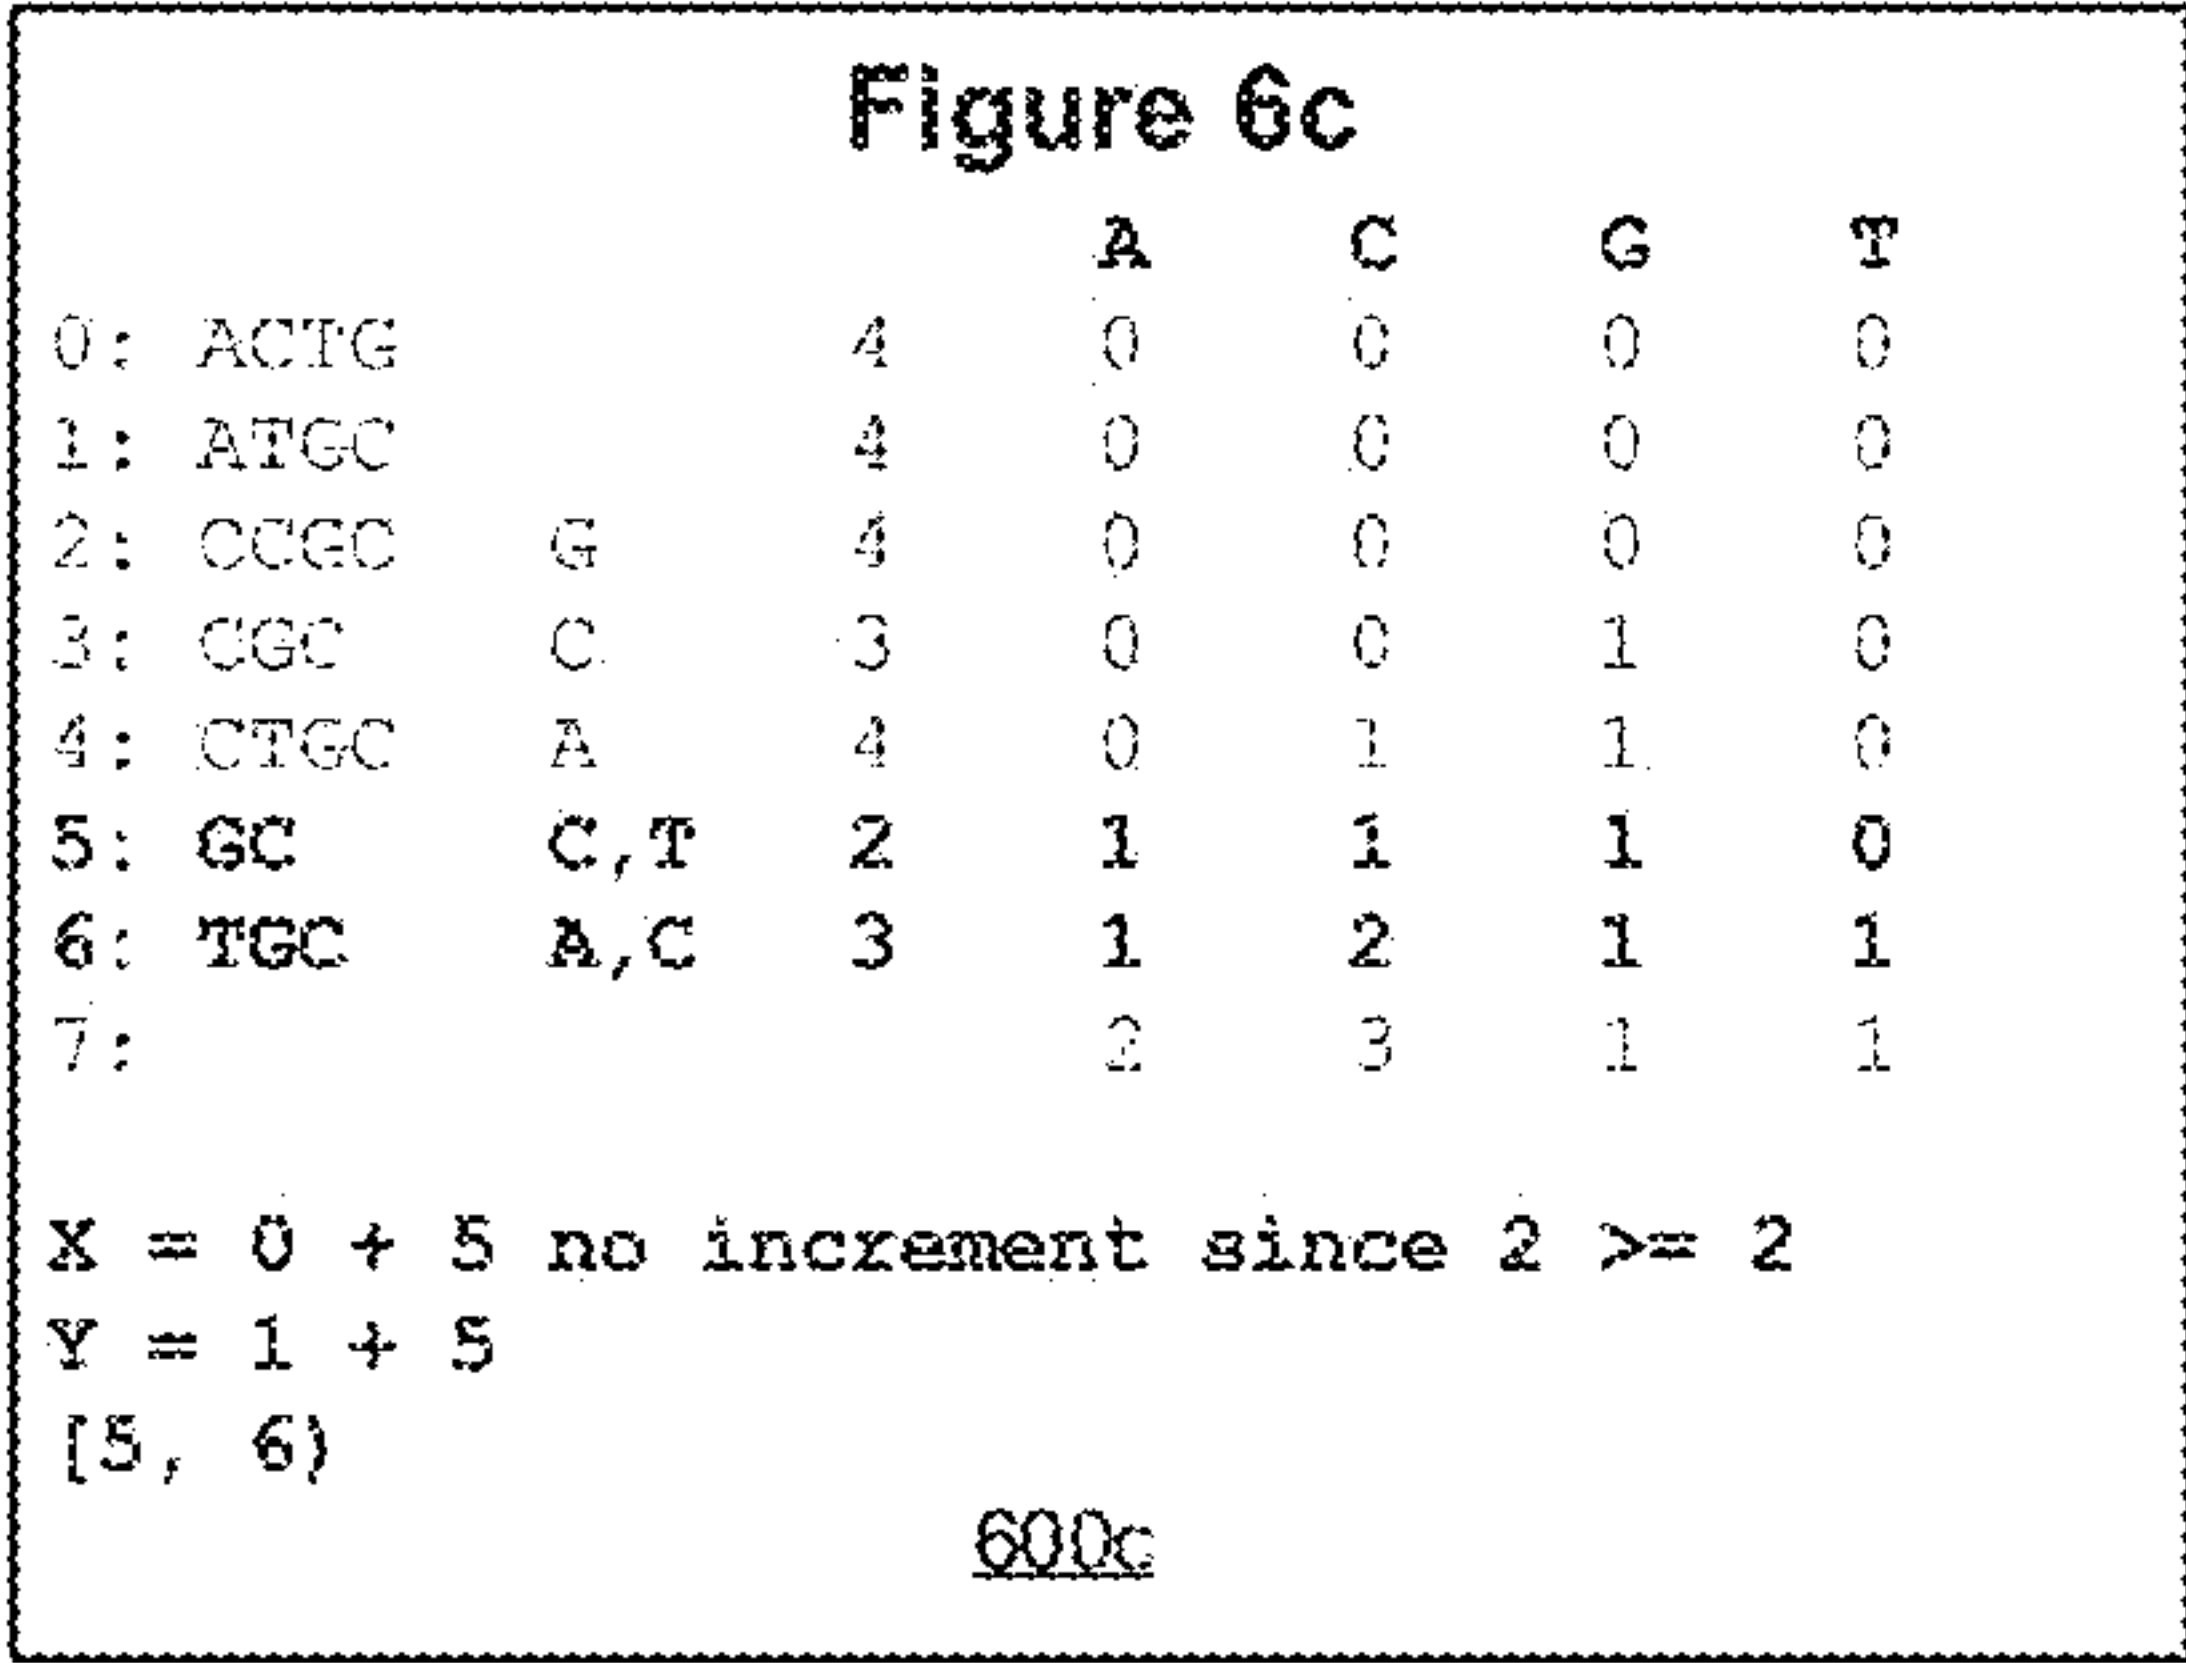 Figure 6c
A C G T
0: ACTG 4 0 0 0 0
1: ATGC 4 0 0 0 0
2: CCGC G 4 0 0 0 0
3: CGC C 3 0 0 1 0
4: CTGC A 4 0 1 1 0
5: GC C,T 2 1 1 1 0
6: TGC A,C 3 1 2 1 1
7: 2 3 1 1
X = 0 + 5 no increment since 2 >= 2
Y = 1 + 5
[5, 6)
600c